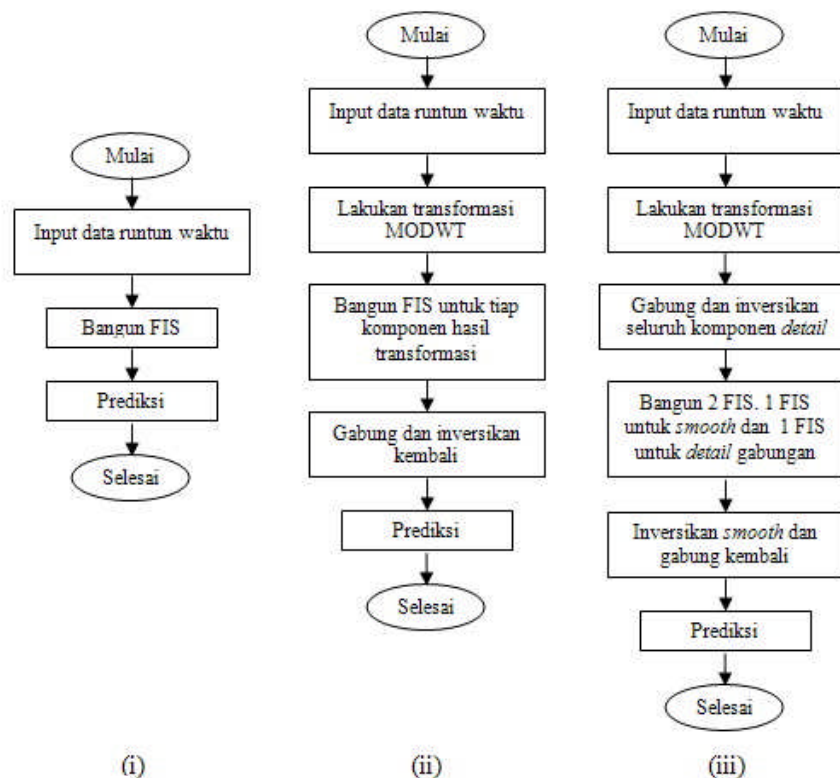 Mulai
Input data runtun waktu
Bangun FIS
Prediksi
Selesai
(i)
Mulai
Input data runtun waktu
Lakukan transformasi
MODWT
Bangun FIS untuk tiap
komponen hasil
transformasi
Gabung dan inversikan
kembali
Prediksi
Selesai
(ii)
Mulai
Input data runtun waktu
Lakukan transformasi
MODWT
Gabung dan inversikan
seluruh komponen detail
Bangun 2 FIS. 1 FIS
untuk smooth dan 1 FIS
untuk detail gabungan
Inversikan smooth dan
gabung kembali
Prediksi
Selesai
(iii)